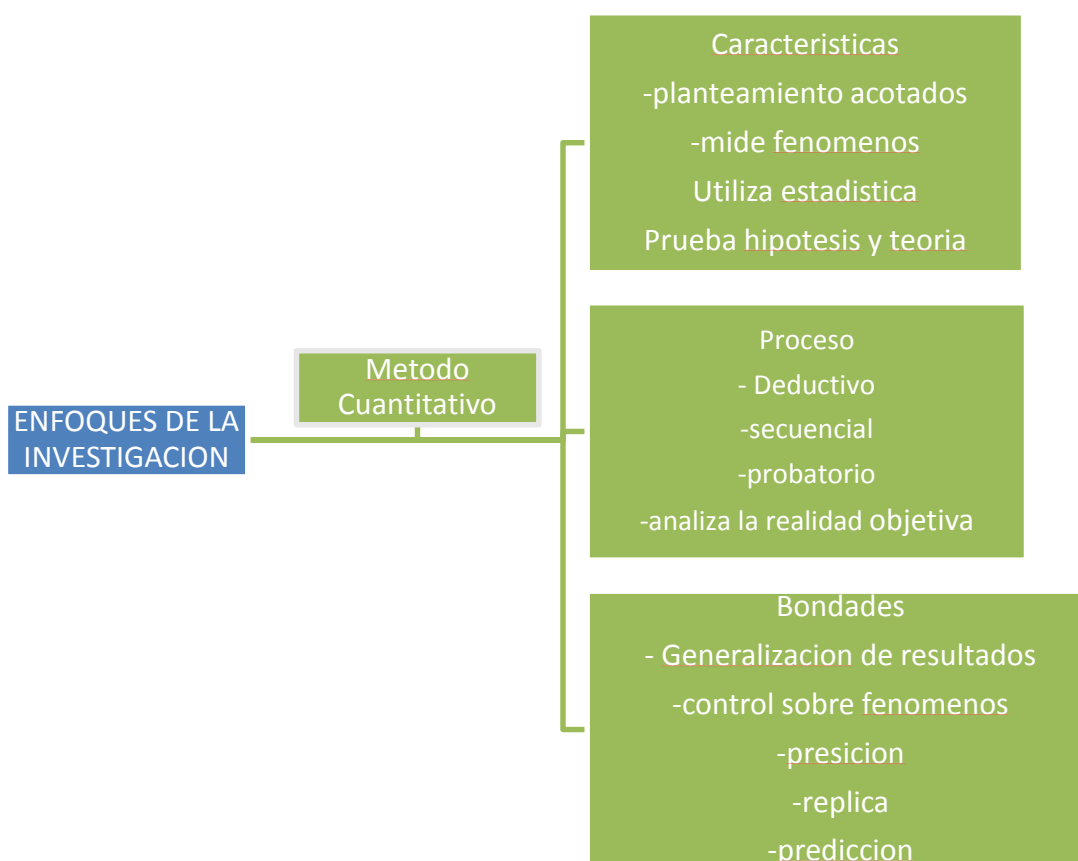 ENFOQUES DE LA
INVESTIGACION
Metodo
Cuantitativo
Caracteristicas
-planteamiento acotados
-mide fenomenos
Utiliza estadistica
Prueba hipotesis y teoria
Proceso
- Deductivo
-secuencial
-probatorio
-analiza la realidad objetiva
Bondades
- Generalizacion de resultados
-control sobre fenomenos
-presicion
-replica
-prediccion